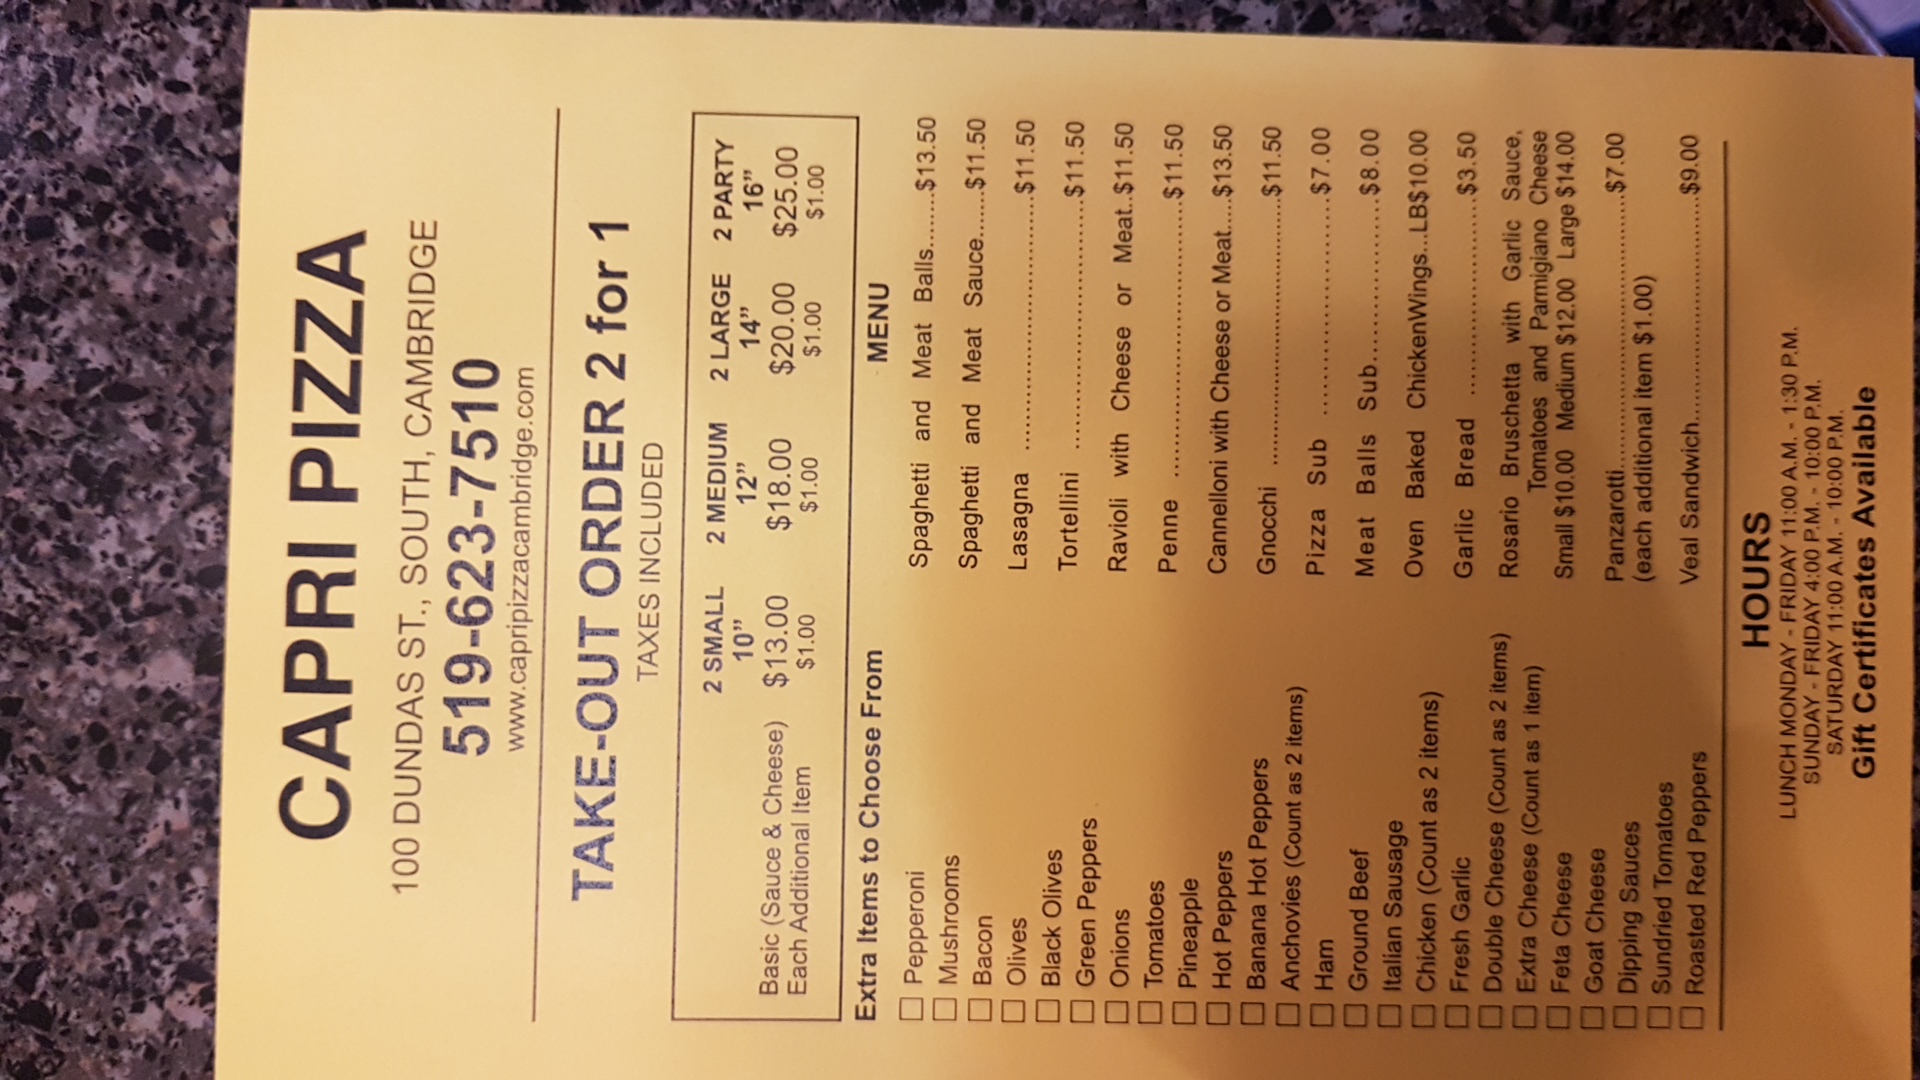 CAPRI PIZZA
100 DUNDAS ST., SOUTH, CAMBRIDGE
519-623-7510
www.capripizzacambridge.com
TAKE-OUT ORDER 2 for 1
TAXES INCLUDED
2 SMALL 2 MEDIUM 2 LARGE 2 PARTY
10” 12” 14” 16”
Basic (Sauce & Cheese) $13.00 $18.00 $20.00 $25.00
Each Additional Item $1.00 $1.00 $1.00 $1.00
Extra Items to Choose From
Pepperoni
Mushrooms
Bacon
Olives
Black Olives
Green Peppers
Onions
Tomatoes
Pineapple
Hot Peppers
Banana Hot Peppers
Anchovies (Count as 2 items)
Ham
Ground Beef
Italian Sausage
Chicken (Count as 2 items)
Fresh Garlic
Double Cheese (Count as 2 items)
Extra Cheese (Count as 1 item)
Feta Cheese
Goat Cheese
Dipping Sauces
Sundried Tomatoes
Roasted Red Peppers
MENU
Spaghetti and Meat Balls.......$13.50
Spaghetti and Meat Sauce......$11.50
Lasagna ...............................$11.50
Tortellini ...............................$11.50
Ravioli with Cheese or Meat..$11.50
Penne ...................................$11.50
Cannelloni with Cheese or Meat....$13.50
Gnocchi .................................$11.50
Pizza Sub ..........................$7.00
Meat Balls Sub...................$8.00
Oven Baked ChickenWings...LB$10.00
Garlic Bread .......................$3.50
Rosario Bruschetta with Garlic Sauce,
Tomatoes and Parmigiano Cheese
Small $10.00 Medium $12.00 Large $14.00
Panzarotti.................................$7.00
(each additional item $1.00)
Veal Sandwich...........................$9.00
HOURS
LUNCH MONDAY - FRIDAY 11:00 A.M. - 1:30 P.M.
SUNDAY - FRIDAY 4:00 P.M. - 10:00 P.M.
SATURDAY 11:00 A.M. - 10:00 P.M.
Gift Certificates Available